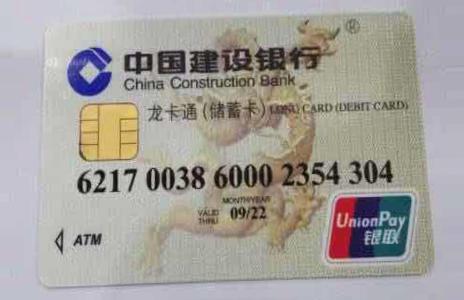 中国建设银行 ®
China Construction Bank
龙卡通(储蓄卡) LONG CARD (DEBIT CARD)
6217 0038 6000 2354 304
MONTH/YEAR
VALID THRU 09/22
ATM
UnionPay
银取